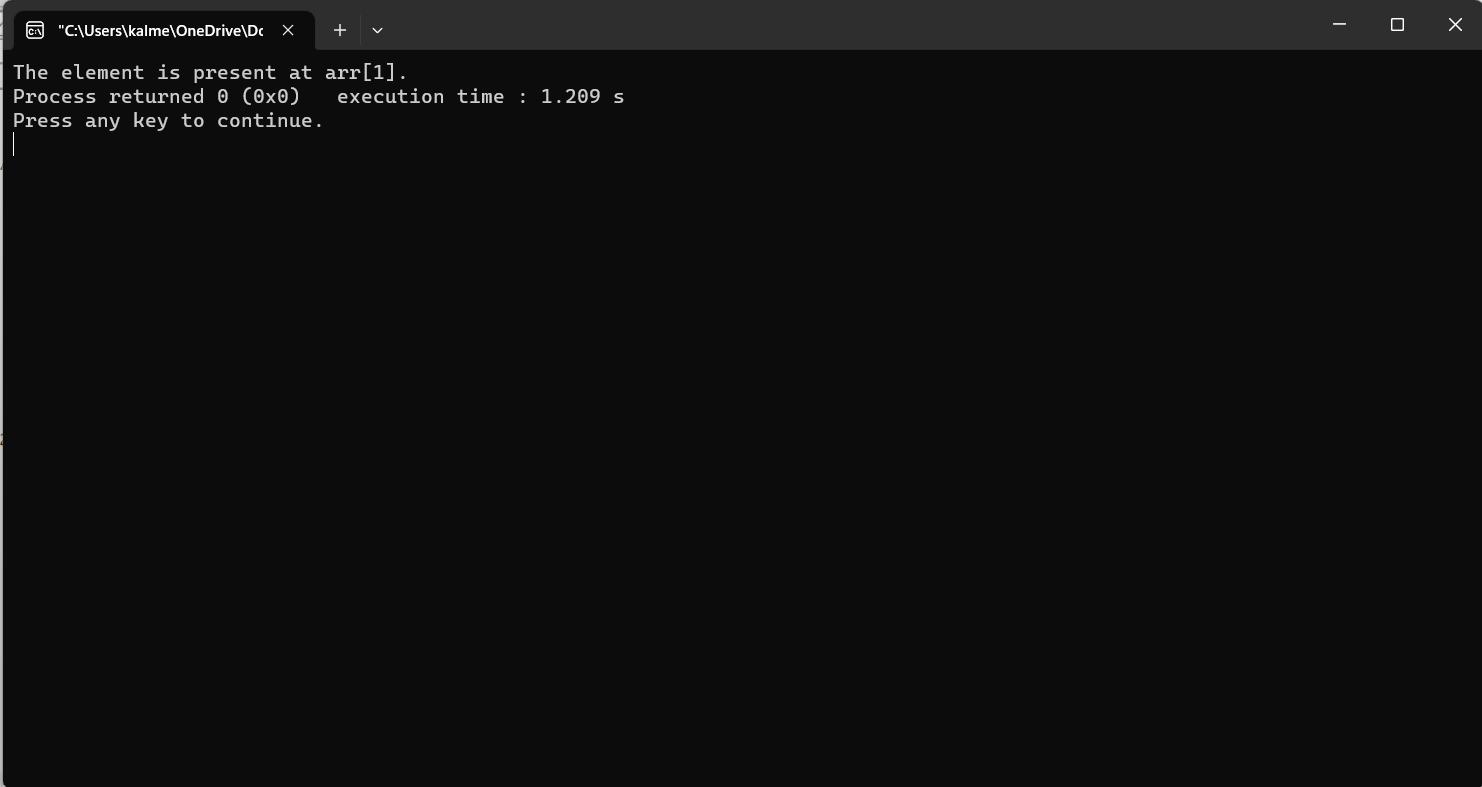 "C:\Users\kalme\OneDrive\Do
The element is present at arr[1].
Process returned 0 (0x0)   execution time : 1.209 s
Press any key to continue.